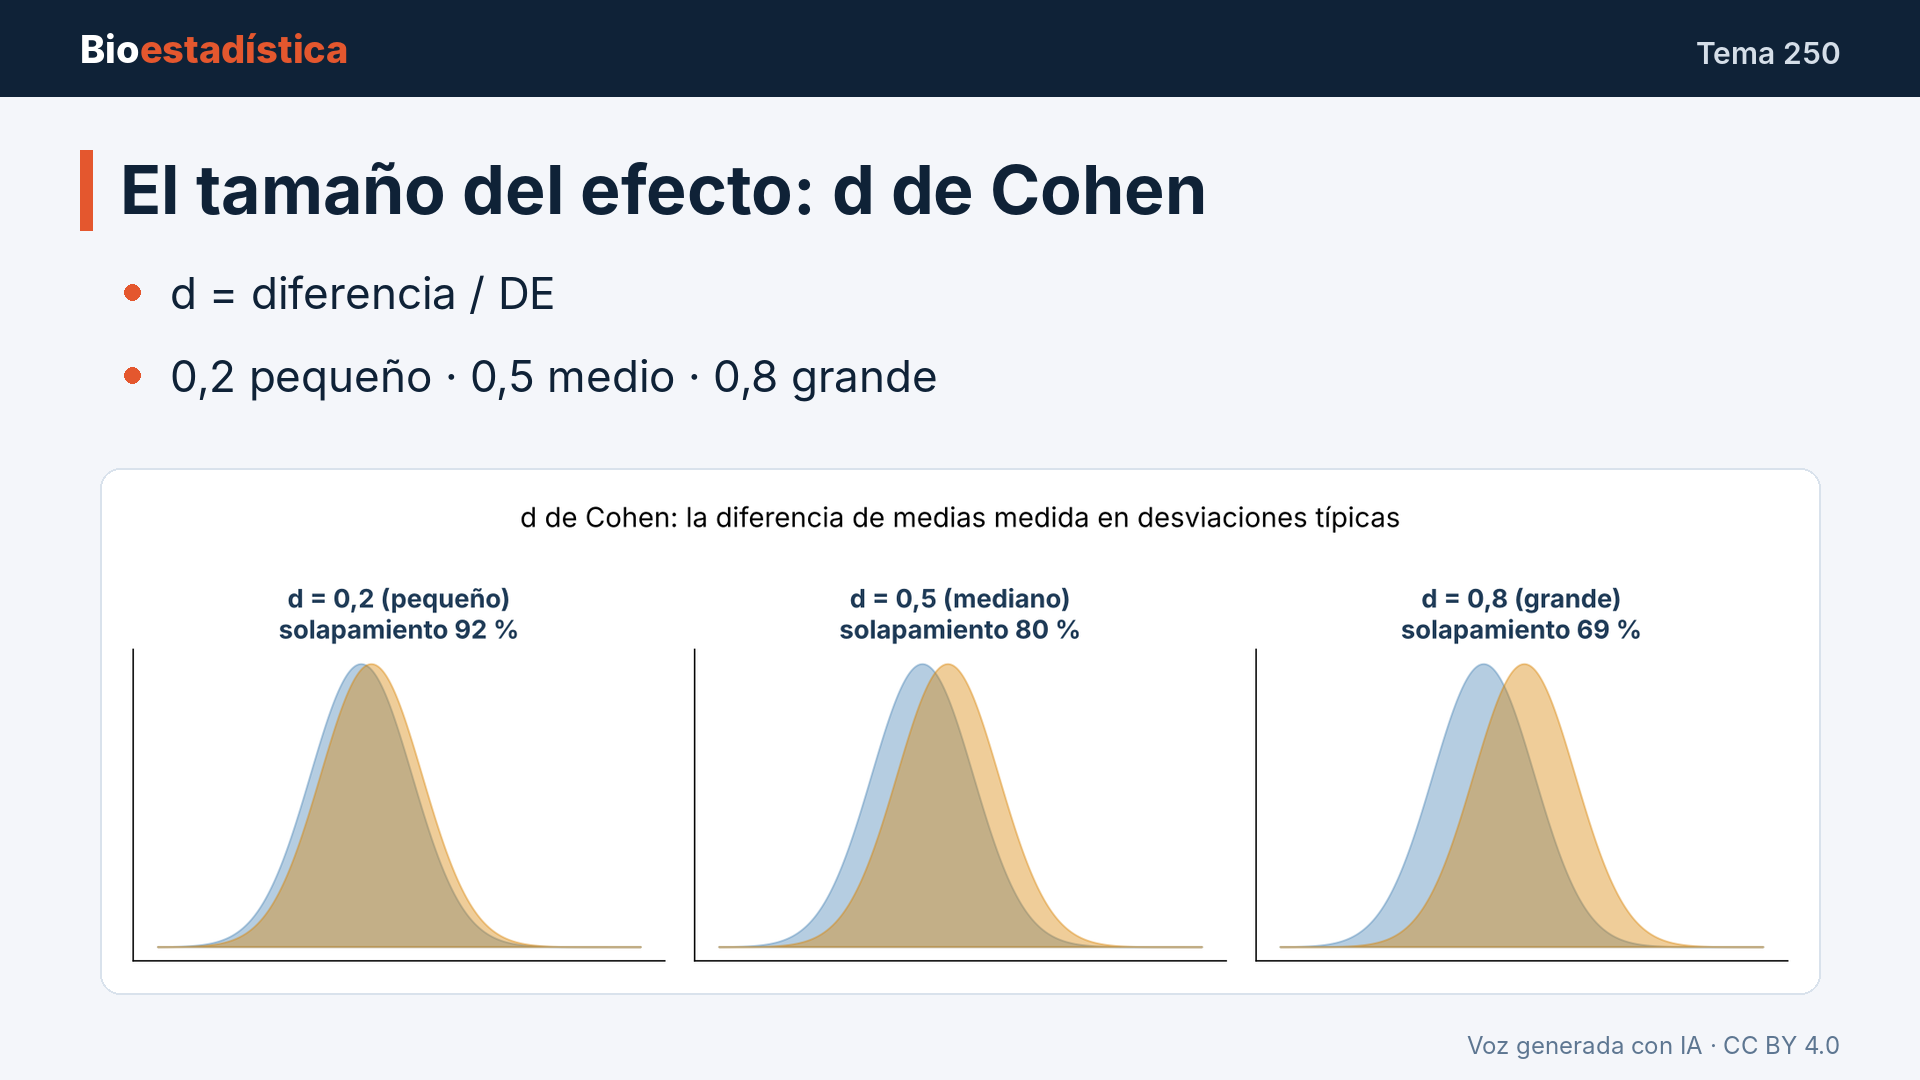 Bioestadística
Tema 250
El tamaño del efecto: d de Cohen
d = diferencia / DE
0,2 pequeño · 0,5 medio · 0,8 grande
d de Cohen: la diferencia de medias medida en desviaciones típicas
d = 0,2 (pequeño)
solapamiento 92 %
d = 0,5 (mediano)
solapamiento 80 %
d = 0,8 (grande)
solapamiento 69 %
Voz generada con IA · CC BY 4.0